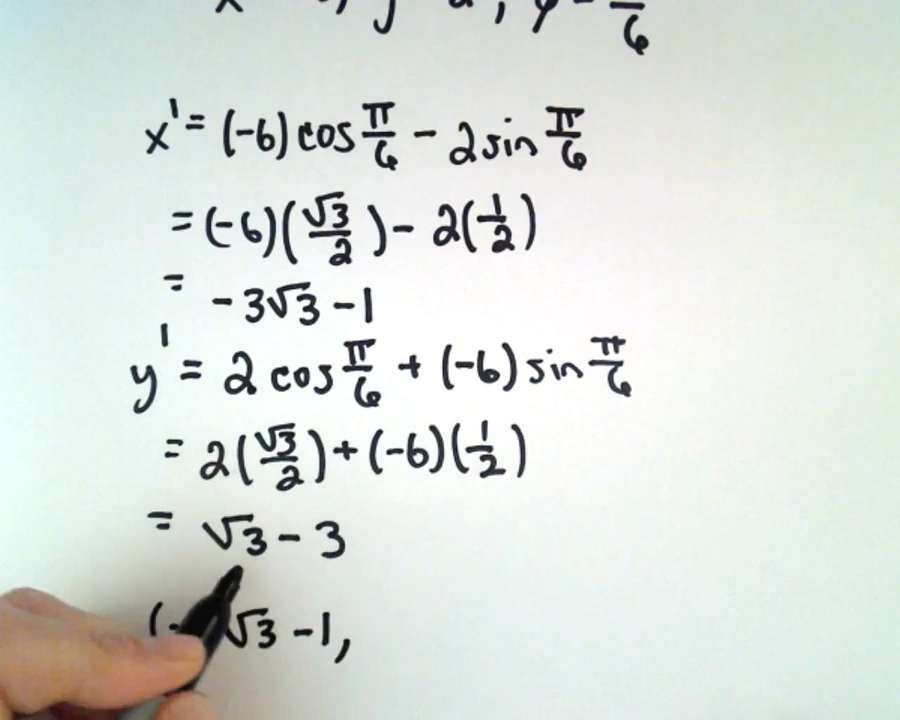 6
x' = (-6) cos π/6 - 2 sin π/6
= (-6)(√3/2) - 2(1/2)
= -3√3 - 1
y' = 2 cos π/6 + (-6) sin π/6
= 2(√3/2) + (-6)(1/2)
= √3 - 3
(- √3 - 1,